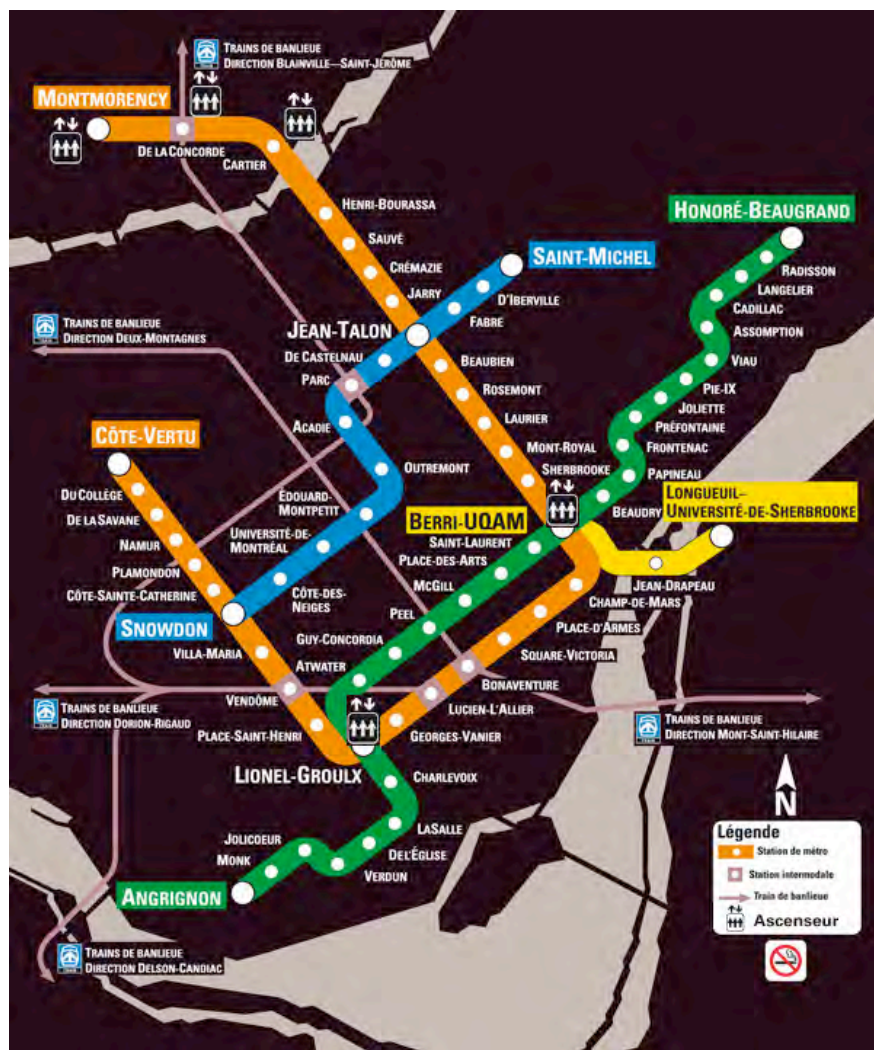 TRAINS DE BANLIEUE
DIRECTION BLAINVILLE—SAINT-JÉRÔME
MONTMORENCY
DE LA CONCORDE
CARTIER
HENRI-BOURASSA
SAUVÉ
CRÉMAZIE
JARRY
HONORÉ-BEAUGRAND
RADISSON
LANGELIER
CADILLAC
ASSOMPTION
VIAU
PIE-IX
JOLIETTE
PRÉFONTAINE
FRONTENAC
PAPINEAU
BEAUDRY
SAINT-MICHEL
D'IBERVILLE
FABRE
JEAN-TALON
DE CASTELNAU
PARC
ACADIE
OUTREMONT
ÉDOUARD-
MONTPETIT
UNIVERSITÉ-DE-
MONTRÉAL
CÔTE-DES-
NEIGES
TRAINS DE BANLIEUE
DIRECTION DEUX-MONTAGNES
BEAUBIEN
ROSEMONT
LAURIER
MONT-ROYAL
SHERBROOKE
CÔTE-VERTU
DU COLLÈGE
DE LA SAVANE
NAMUR
PLAMONDON
CÔTE-SAINTE-CATHERINE
SNOWDON
VILLA-MARIA
VENDÔME
PLACE-SAINT-HENRI
LONGUEUIL–
UNIVERSITÉ-DE-SHERBROOKE
JEAN-DRAPEAU
BERRI-UQAM
SAINT-LAURENT
PLACE-DES-ARTS
MCGILL
PEEL
GUY-CONCORDIA
ATWATER
CHAMP-DE-MARS
PLACE-D'ARMES
SQUARE-VICTORIA
BONAVENTURE
LUCIEN-L'ALLIER
GEORGES-VANIER
TRAINS DE BANLIEUE
DIRECTION DORION-RIGAUD
TRAINS DE BANLIEUE
DIRECTION MONT-SAINT-HILAIRE
LIONEL-GROULX
CHARLEVOIX
LASALLE
DE L'ÉGLISE
VERDUN
JOLICOEUR
MONK
ANGRIGNON
TRAINS DE BANLIEUE
DIRECTION DELSON-CANDIAC
N
Légende
Station de métro
Station intermodale
Train de banlieue
Ascenseur